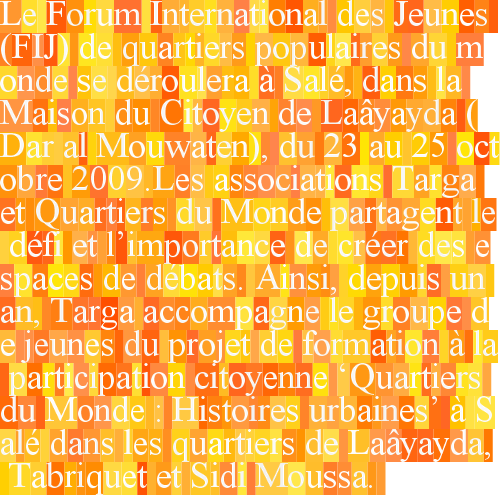 Le Forum International des Jeunes
(FIJ) de quartiers populaires du m
onde se déroulera à Salé, dans la
Maison du Citoyen de Laâyayda (
Dar al Mouwaten), du 23 au 25 oct
obre 2009.Les associations Targa
et Quartiers du Monde partagent le
défi et l’importance de créer des e
spaces de débats. Ainsi, depuis un
an, Targa accompagne le groupe d
e jeunes du projet de formation à la
participation citoyenne ‘Quartiers
du Monde : Histoires urbaines’ à S
alé dans les quartiers de Laâyayda,
Tabriquet et Sidi Moussa.